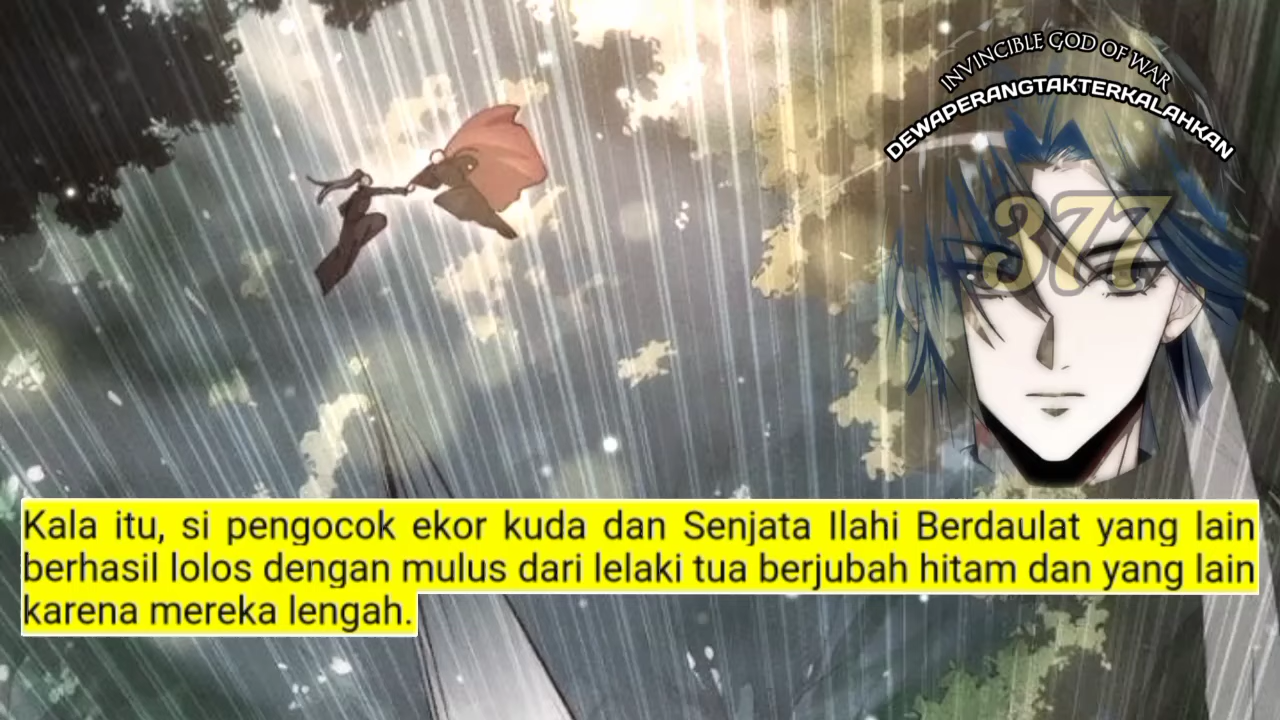 INVINCIBLE GOD OF WAR
DEWAPERANGTAKTERKALAHKAN
377
Kala itu, si pengocok ekor kuda dan Senjata Ilahi Berdaulat yang lain
berhasil lolos dengan mulus dari lelaki tua berjubah hitam dan yang lain
karena mereka lengah.